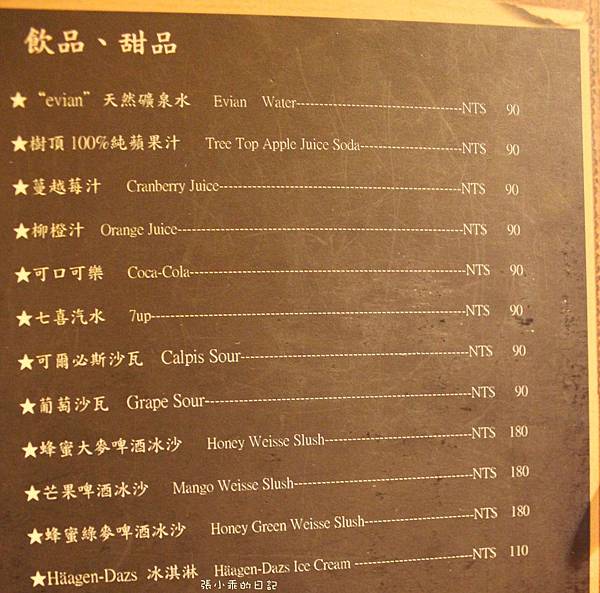 飲品、甜品
★“evian”天然礦泉水 Evian Water----------------------------------NT$ 90
★樹頂100%純蘋果汁 Tree Top Apple Juice Soda---------------------NT$ 90
★蔓越莓汁 Cranberry Juice--------------------------------------------------NT$ 90
★柳橙汁 Orange Juice----------------------------------------------------------NT$ 90
★可口可樂 Coca-Cola--------------------------------------------------------NT$ 90
★七喜汽水 7up----------------------------------------------------------------NT$ 90
★可爾必斯沙瓦 Calpis Sour-----------------------------------------------NT$ 90
★葡萄沙瓦 Grape Sour------------------------------------------------------NT$ 90
★蜂蜜大麥啤酒冰沙 Honey Weisse Slush------------------------------NT$ 180
★芒果啤酒冰沙 Mango Weisse Slush------------------------------------NT$ 180
★蜂蜜綠麥啤酒冰沙 Honey Green Weisse Slush----------------------NT$ 180
★Häagen-Dazs 冰淇淋 Häagen-Dazs Ice Cream ------------------------NT$ 110
張小乖的日記